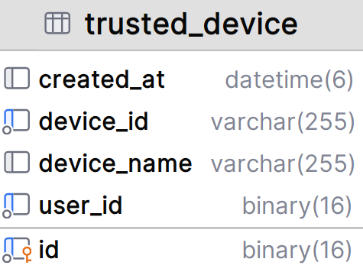 trusted_device
created_at datetime(6)
device_id varchar(255)
device_name varchar(255)
user_id binary(16)
id binary(16)